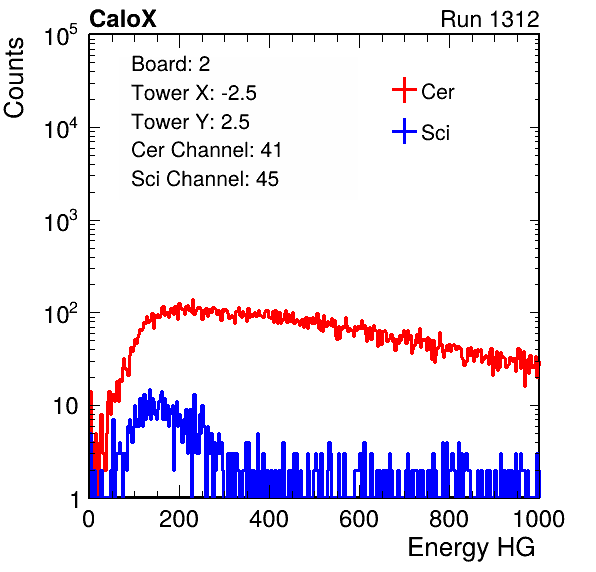 CaloX Run 1312
Counts
10^5
10^4
10^3
10^2
10
1
Board: 2
Tower X: -2.5
Tower Y: 2.5
Cer Channel: 41
Sci Channel: 45
Cer
Sci
0 200 400 600 800 1000
Energy HG